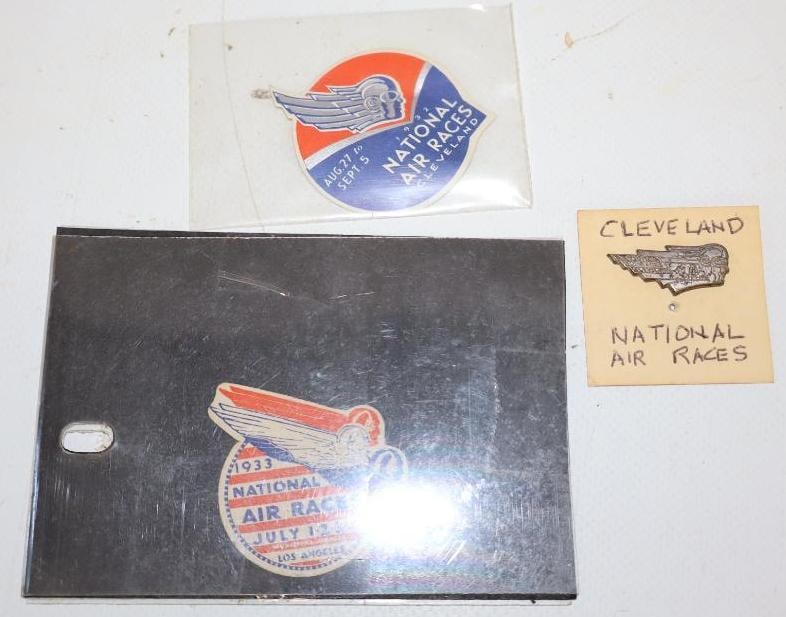 1932
NATIONAL
AIR RACES
CLEVELAND
AUG. 27 to
SEPT. 5
CLEVELAND
NATIONAL
AIR RACES
1933
NATIONAL
AIR
JULY 1-2
LOS ANGELES